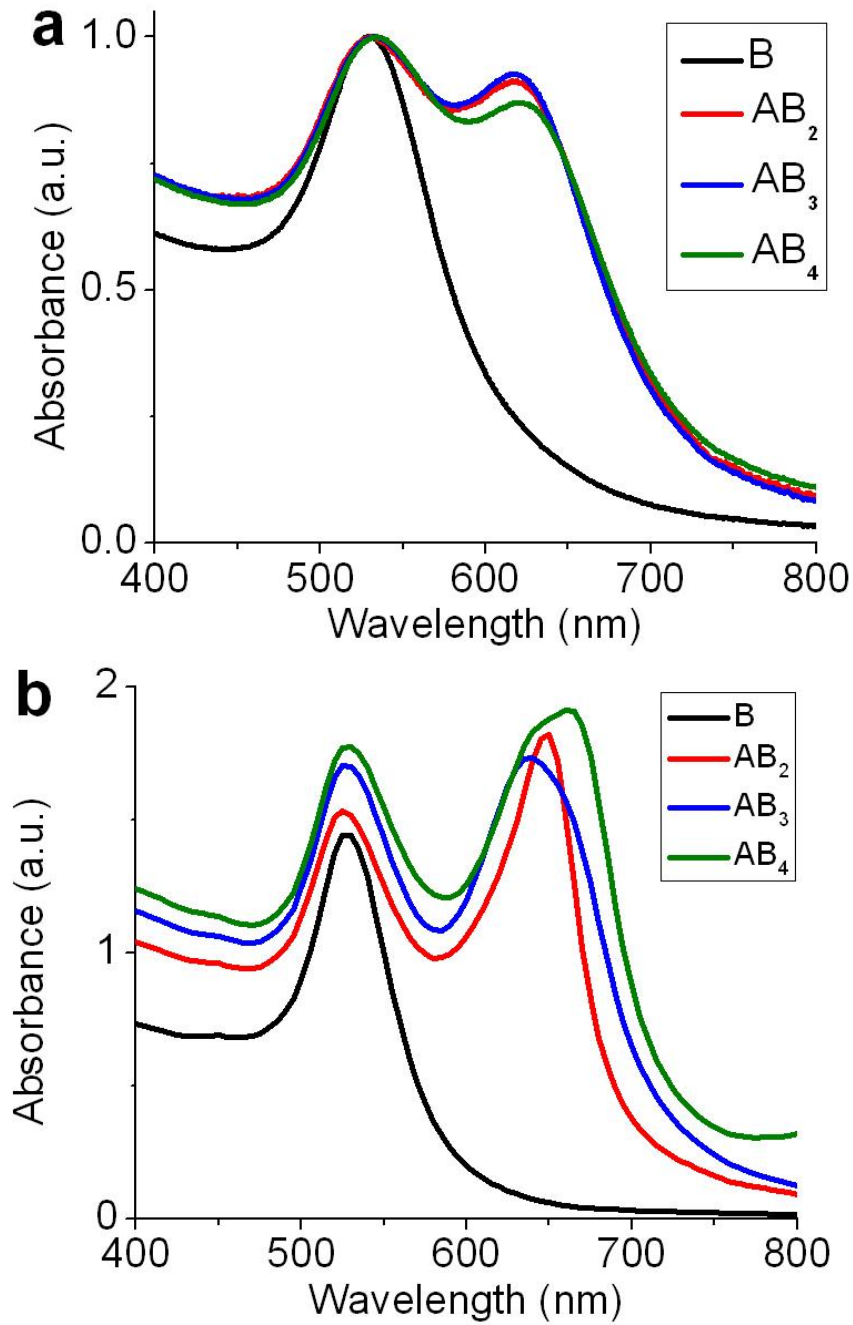 a
Absorbance (a.u.)
1.0
0.5
0.0
400 500 600 700 800
Wavelength (nm)
B
AB₂
AB₃
AB₄
b
Absorbance (a.u.)
2
1
0
400 500 600 700 800
Wavelength (nm)
B
AB₂
AB₃
AB₄